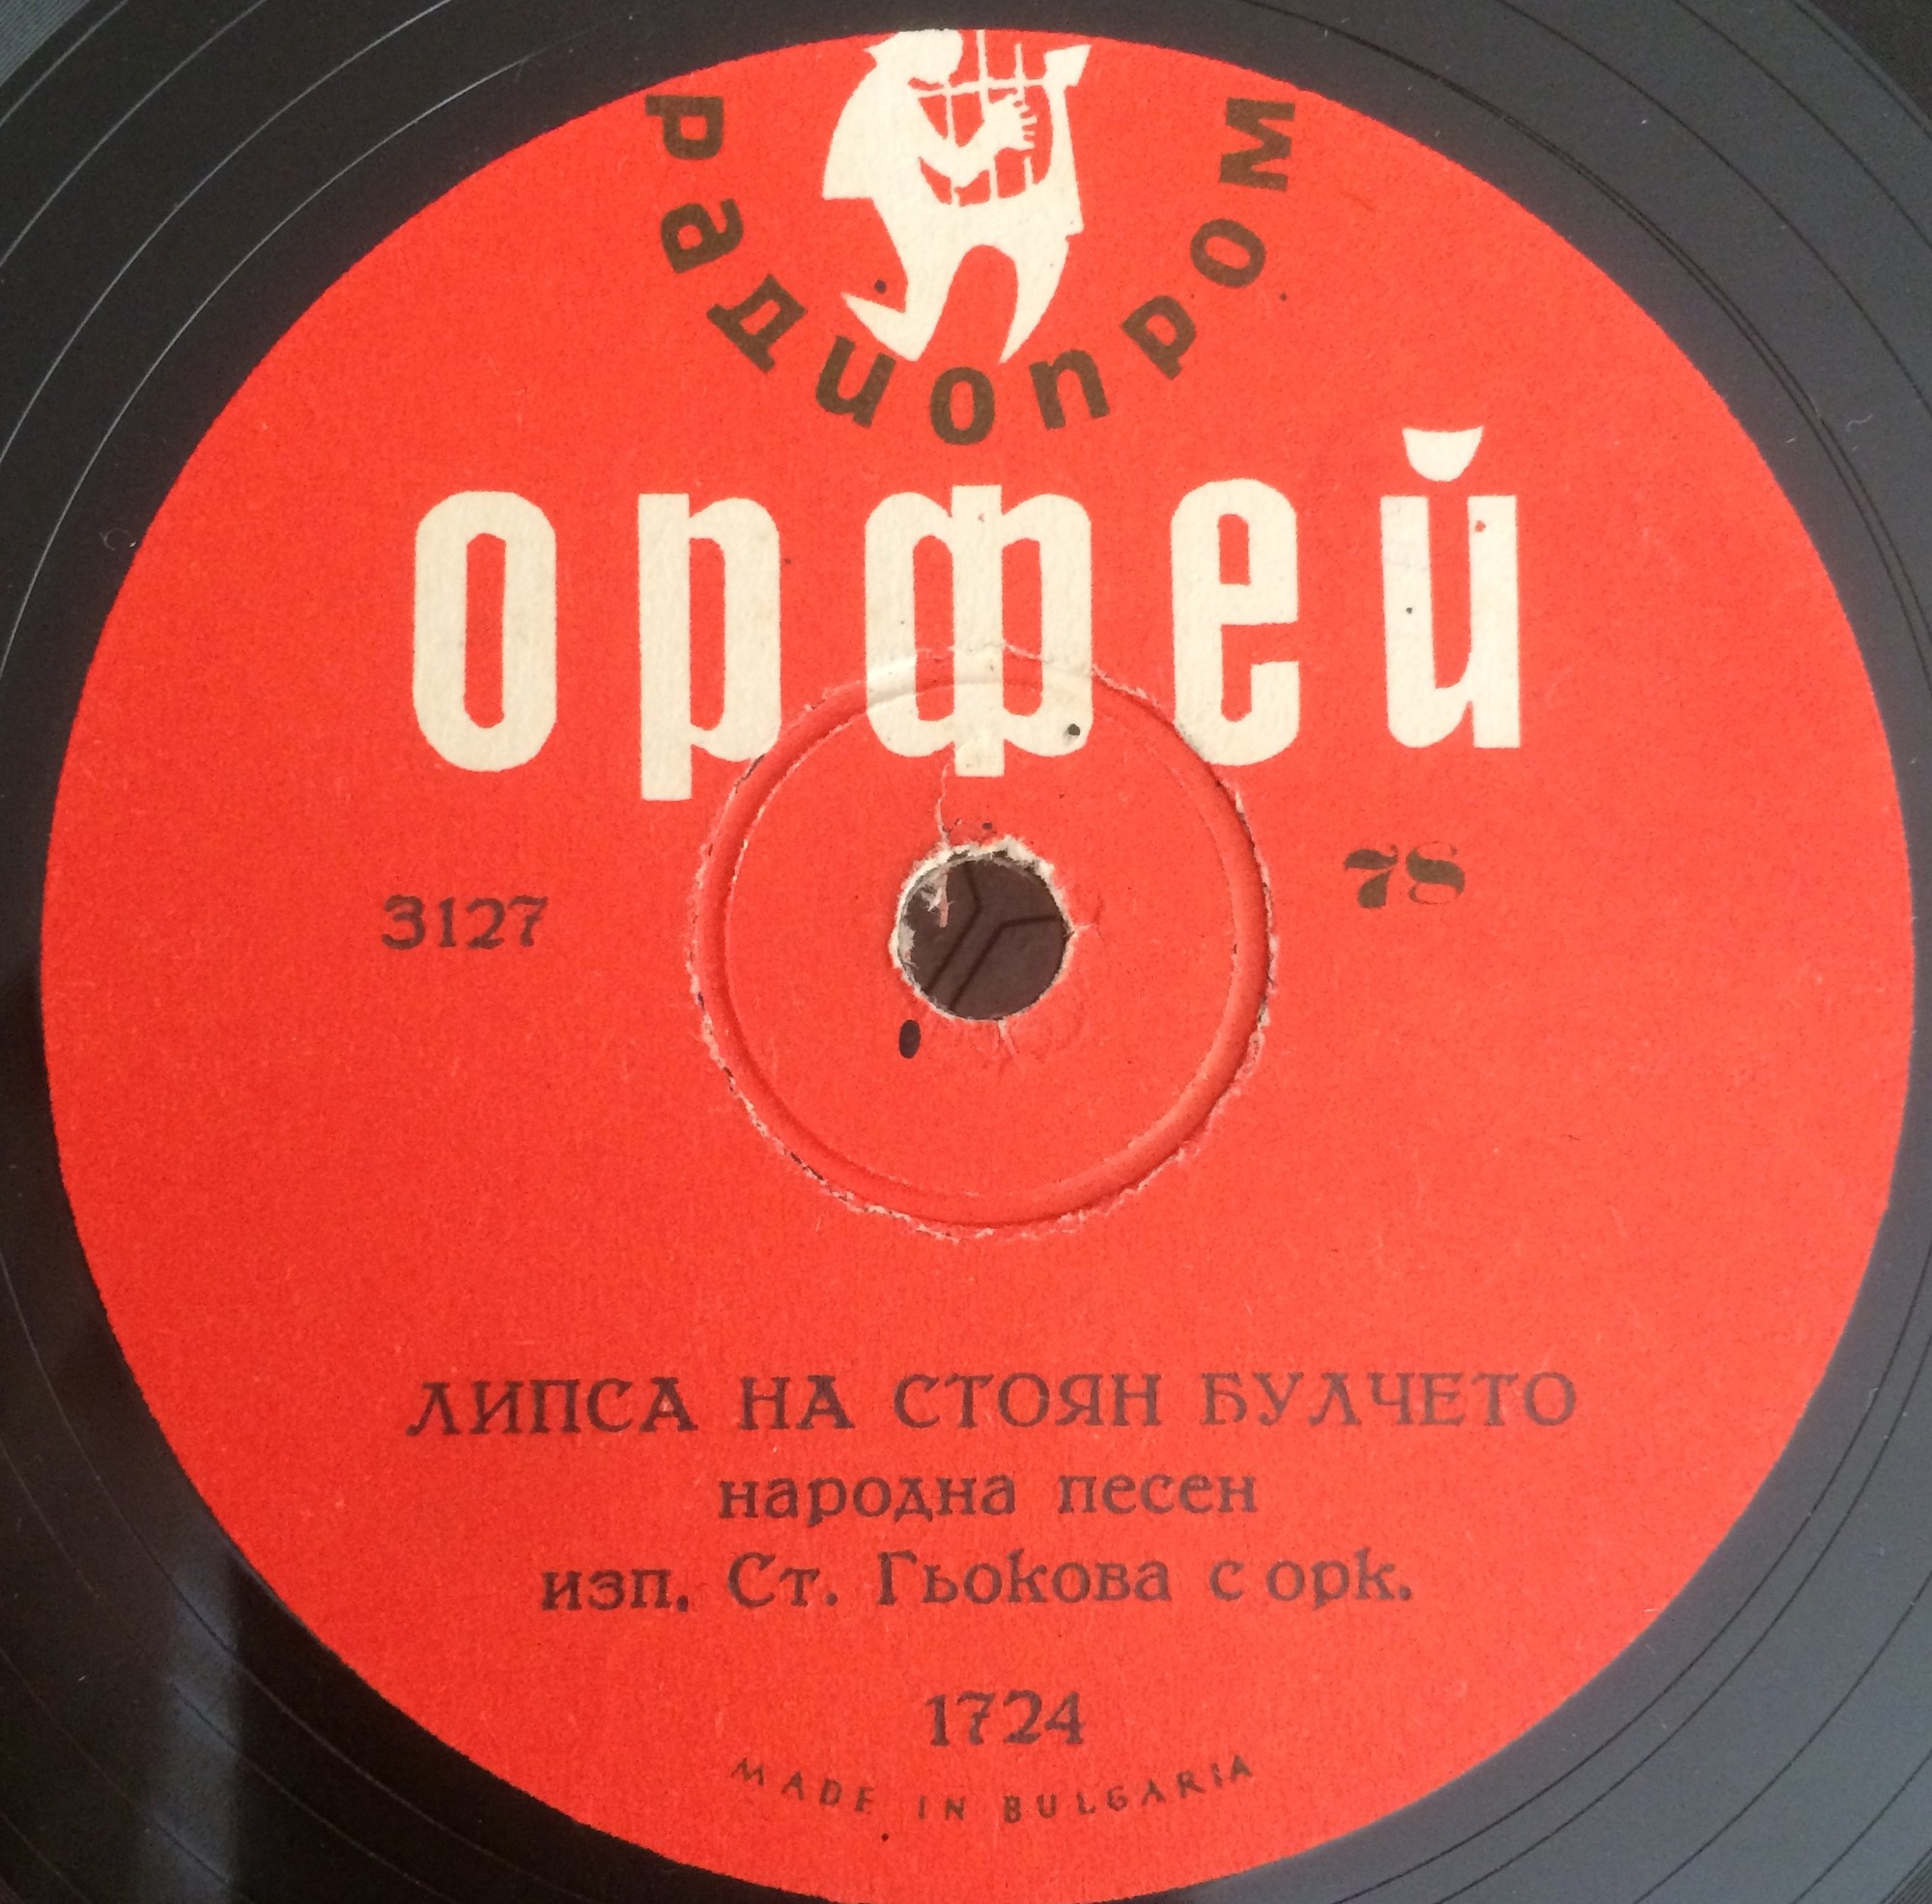 радиопром
орфей
3127
78
ЛИПСА НА СТОЯН БУЛЧЕТО
народна песен
изп. Ст. Гьокова с орк.
1724
MADE IN BULGARIA